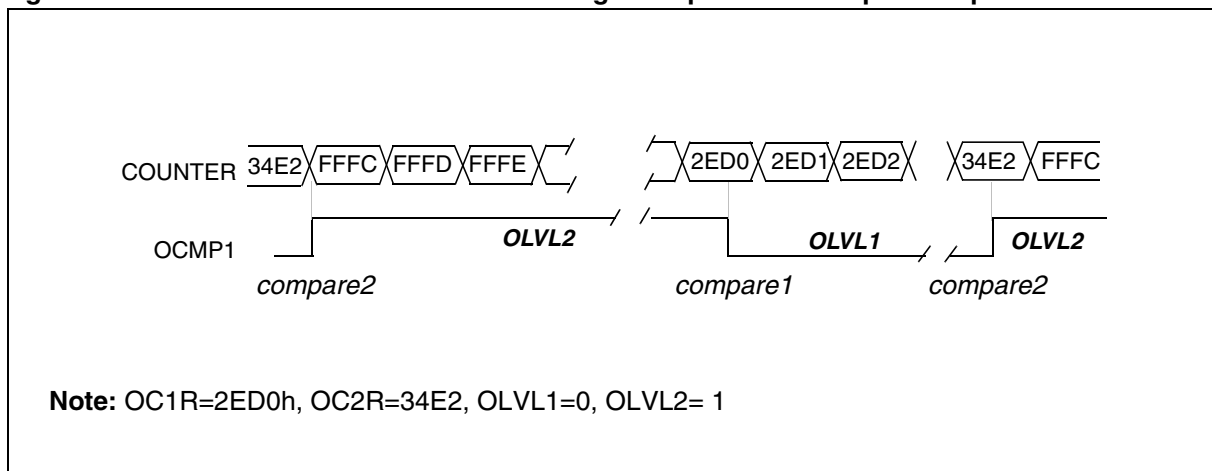 COUNTER 34E2 FFFC FFFD FFFE 2ED0 2ED1 2ED2 34E2 FFFC
OCMP1 OLVL2 OLVL1 OLVL2
compare2 compare1 compare2
Note: OC1R=2ED0h, OC2R=34E2, OLVL1=0, OLVL2= 1